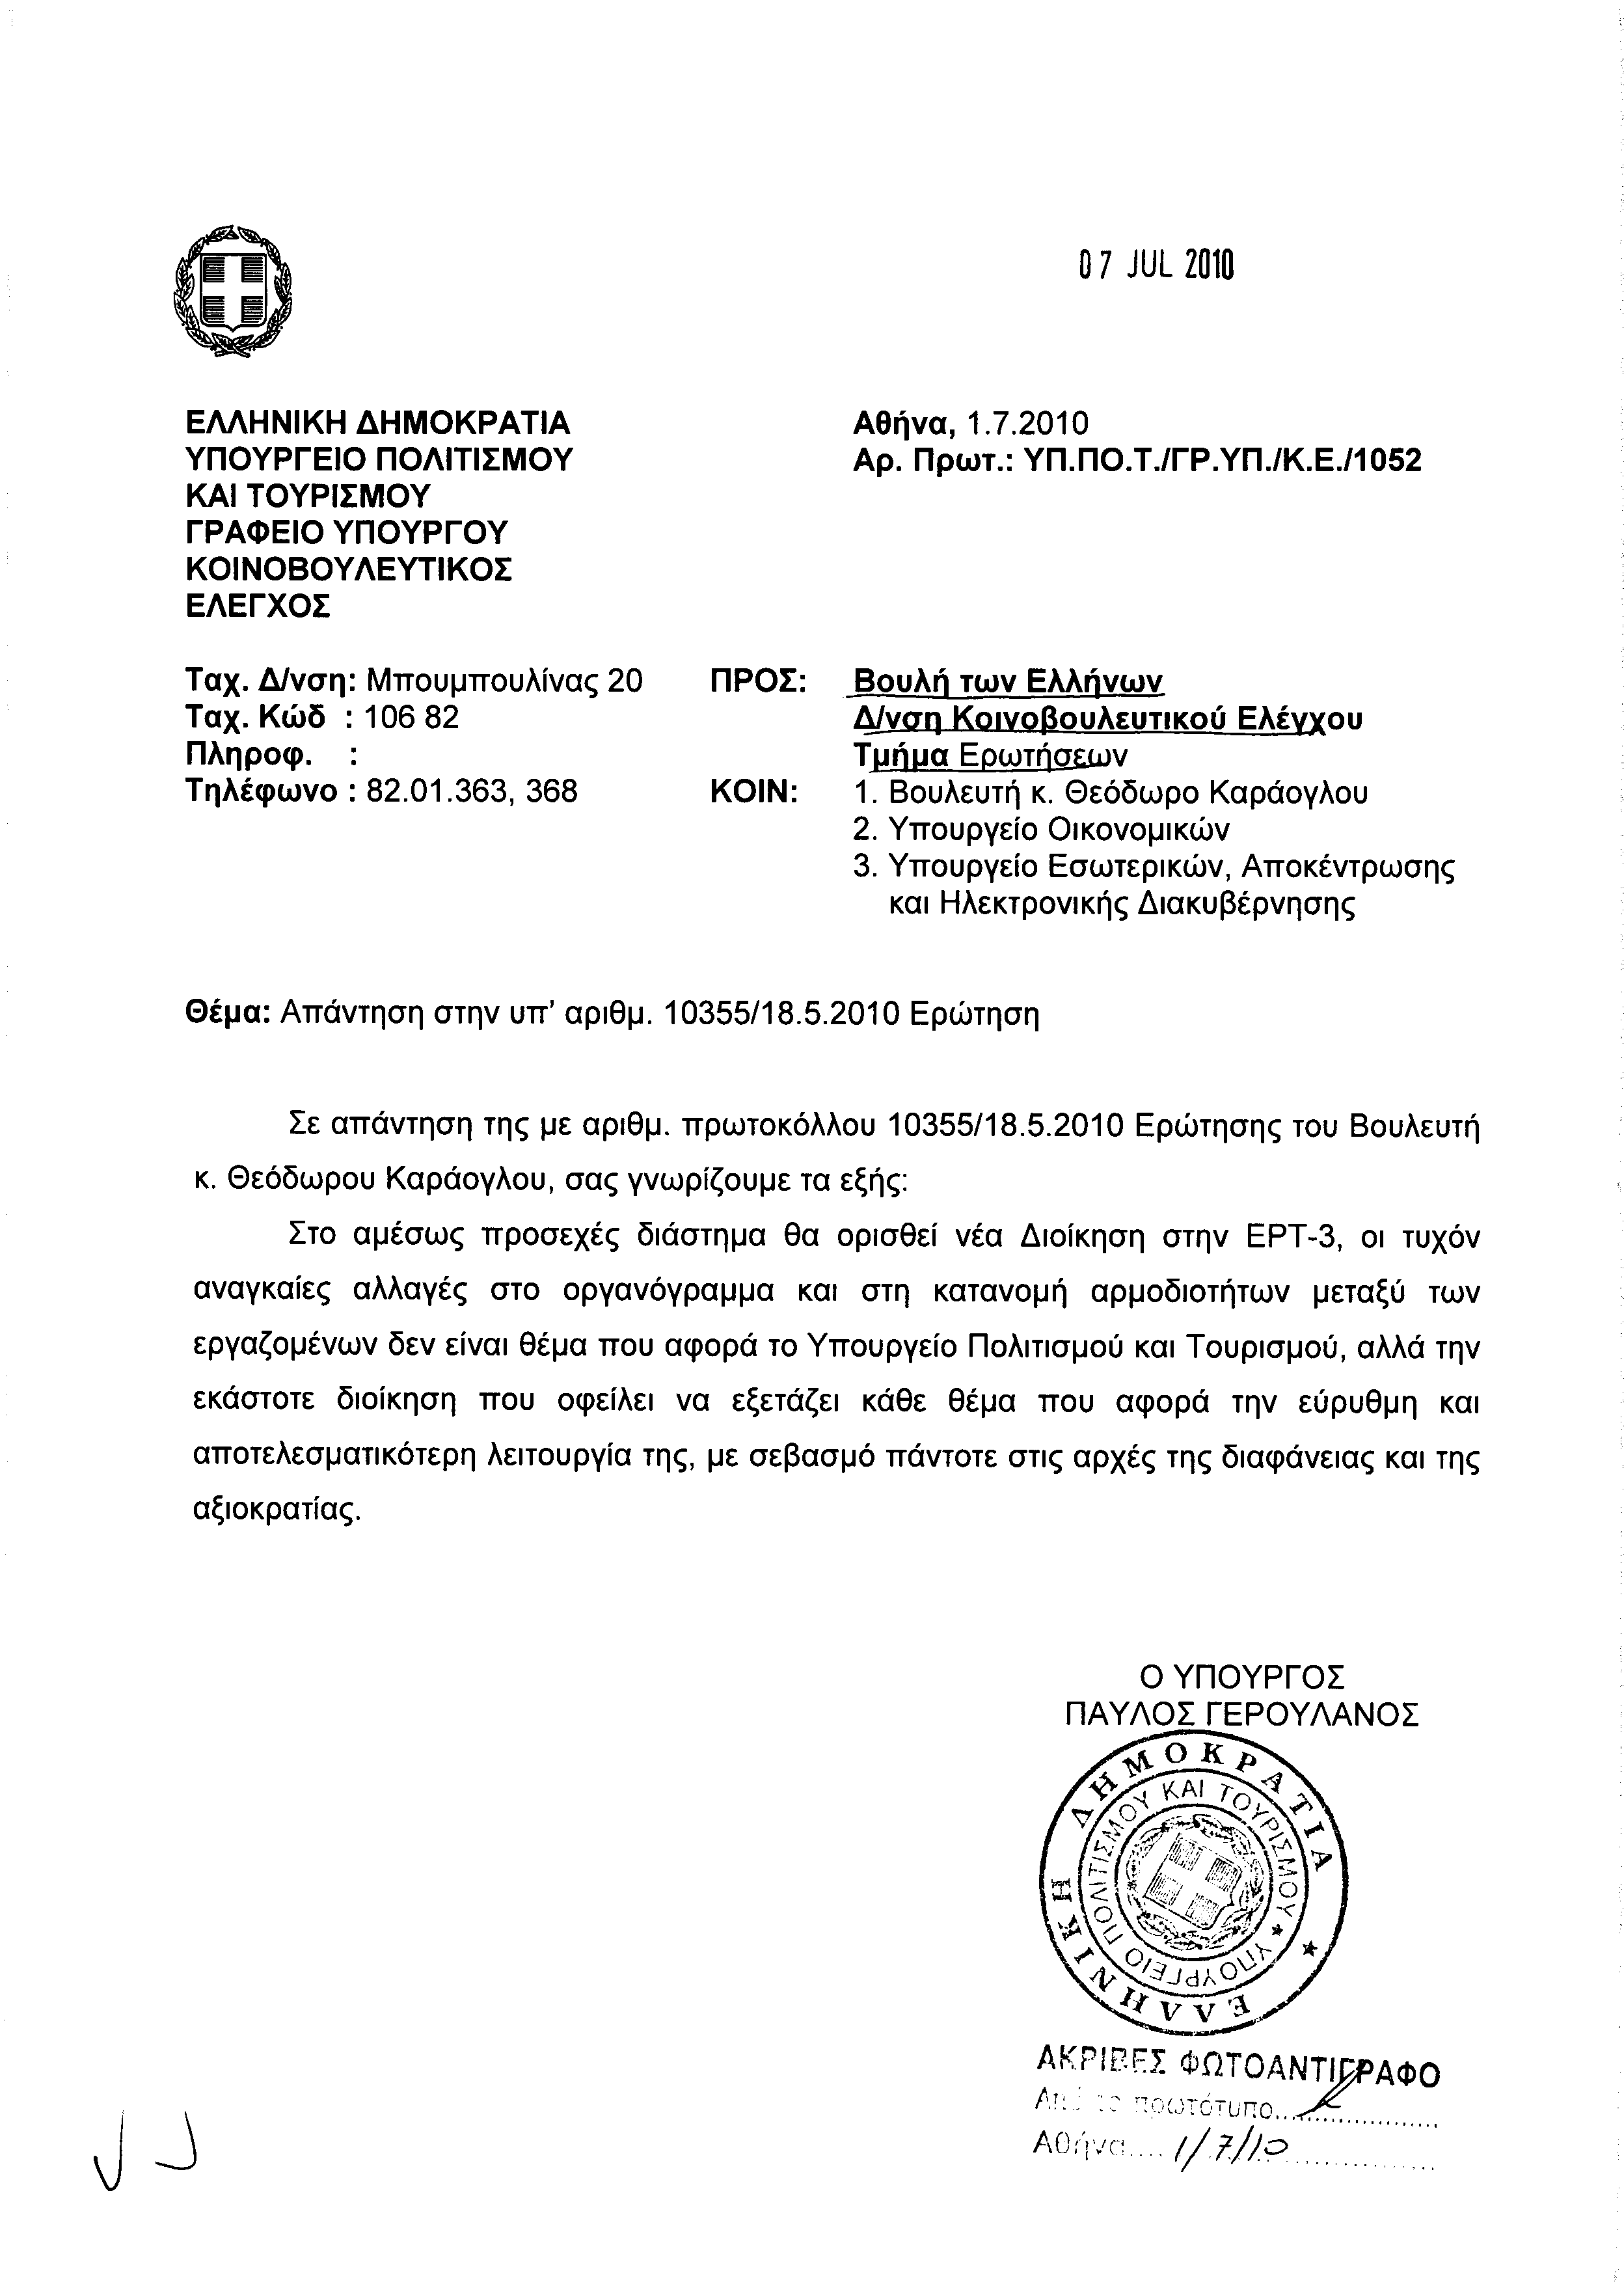 07 JUL 2010
ΕΛΛΗΝΙΚΗ ΔΗΜΟΚΡΑΤΙΑ
ΥΠΟΥΡΓΕΙΟ ΠΟΛΙΤΙΣΜΟΥ
ΚΑΙ ΤΟΥΡΙΣΜΟΥ
ΓΡΑΦΕΙΟ ΥΠΟΥΡΓΟΥ
ΚΟΙΝΟΒΟΥΛΕΥΤΙΚΟΣ
ΕΛΕΓΧΟΣ
Αθήνα, 1.7.2010
Αρ. Πρωτ.: ΥΠ.ΠΟ.Τ./ΓΡ.ΥΠ./Κ.Ε./1052
Ταχ. Δ/νση: Μπουμπουλίνας 20
Ταχ. Κώδ : 106 82
Πληροφ. :
Τηλέφωνο : 82.01.363, 368
ΠΡΟΣ: Βουλή των Ελλήνων
Δ/νση Κοινοβουλευτικού Ελέγχου
Τμήμα Ερωτήσεων
ΚΟΙΝ: 1. Βουλευτή κ. Θεόδωρο Καράογλου
2. Υπουργείο Οικονομικών
3. Υπουργείο Εσωτερικών, Αποκέντρωσης
και Ηλεκτρονικής Διακυβέρνησης
Θέμα: Απάντηση στην υπ’ αριθμ. 10355/18.5.2010 Ερώτηση
Σε απάντηση της με αριθμ. πρωτοκόλλου 10355/18.5.2010 Ερώτησης του Βουλευτή
κ. Θεόδωρου Καράογλου, σας γνωρίζουμε τα εξής:
Στο αμέσως προσεχές διάστημα θα ορισθεί νέα Διοίκηση στην ΕΡΤ-3, οι τυχόν
αναγκαίες αλλαγές στο οργανόγραμμα και στη κατανομή αρμοδιοτήτων μεταξύ των
εργαζομένων δεν είναι θέμα που αφορά το Υπουργείο Πολιτισμού και Τουρισμού, αλλά την
εκάστοτε διοίκηση που οφείλει να εξετάζει κάθε θέμα που αφορά την εύρυθμη και
αποτελεσματικότερη λειτουργία της, με σεβασμό πάντοτε στις αρχές της διαφάνειας και της
αξιοκρατίας.
Ο ΥΠΟΥΡΓΟΣ
ΠΑΥΛΟΣ ΓΕΡΟΥΛΑΝΟΣ
ΕΛΛΗΝΙΚΗ ΔΗΜΟΚΡΑΤΙΑ ★
ΥΠΟΥΡΓΕΙΟ ΠΟΛΙΤΙΣΜΟΥ ΚΑΙ ΤΟΥΡΙΣΜΟΥ ★
ΑΚΡΙΒΕΣ ΦΩΤΟΑΝΤΙΓΡΑΦΟ
Από το πρωτότυπο
Αθήνα.... 1/7/10